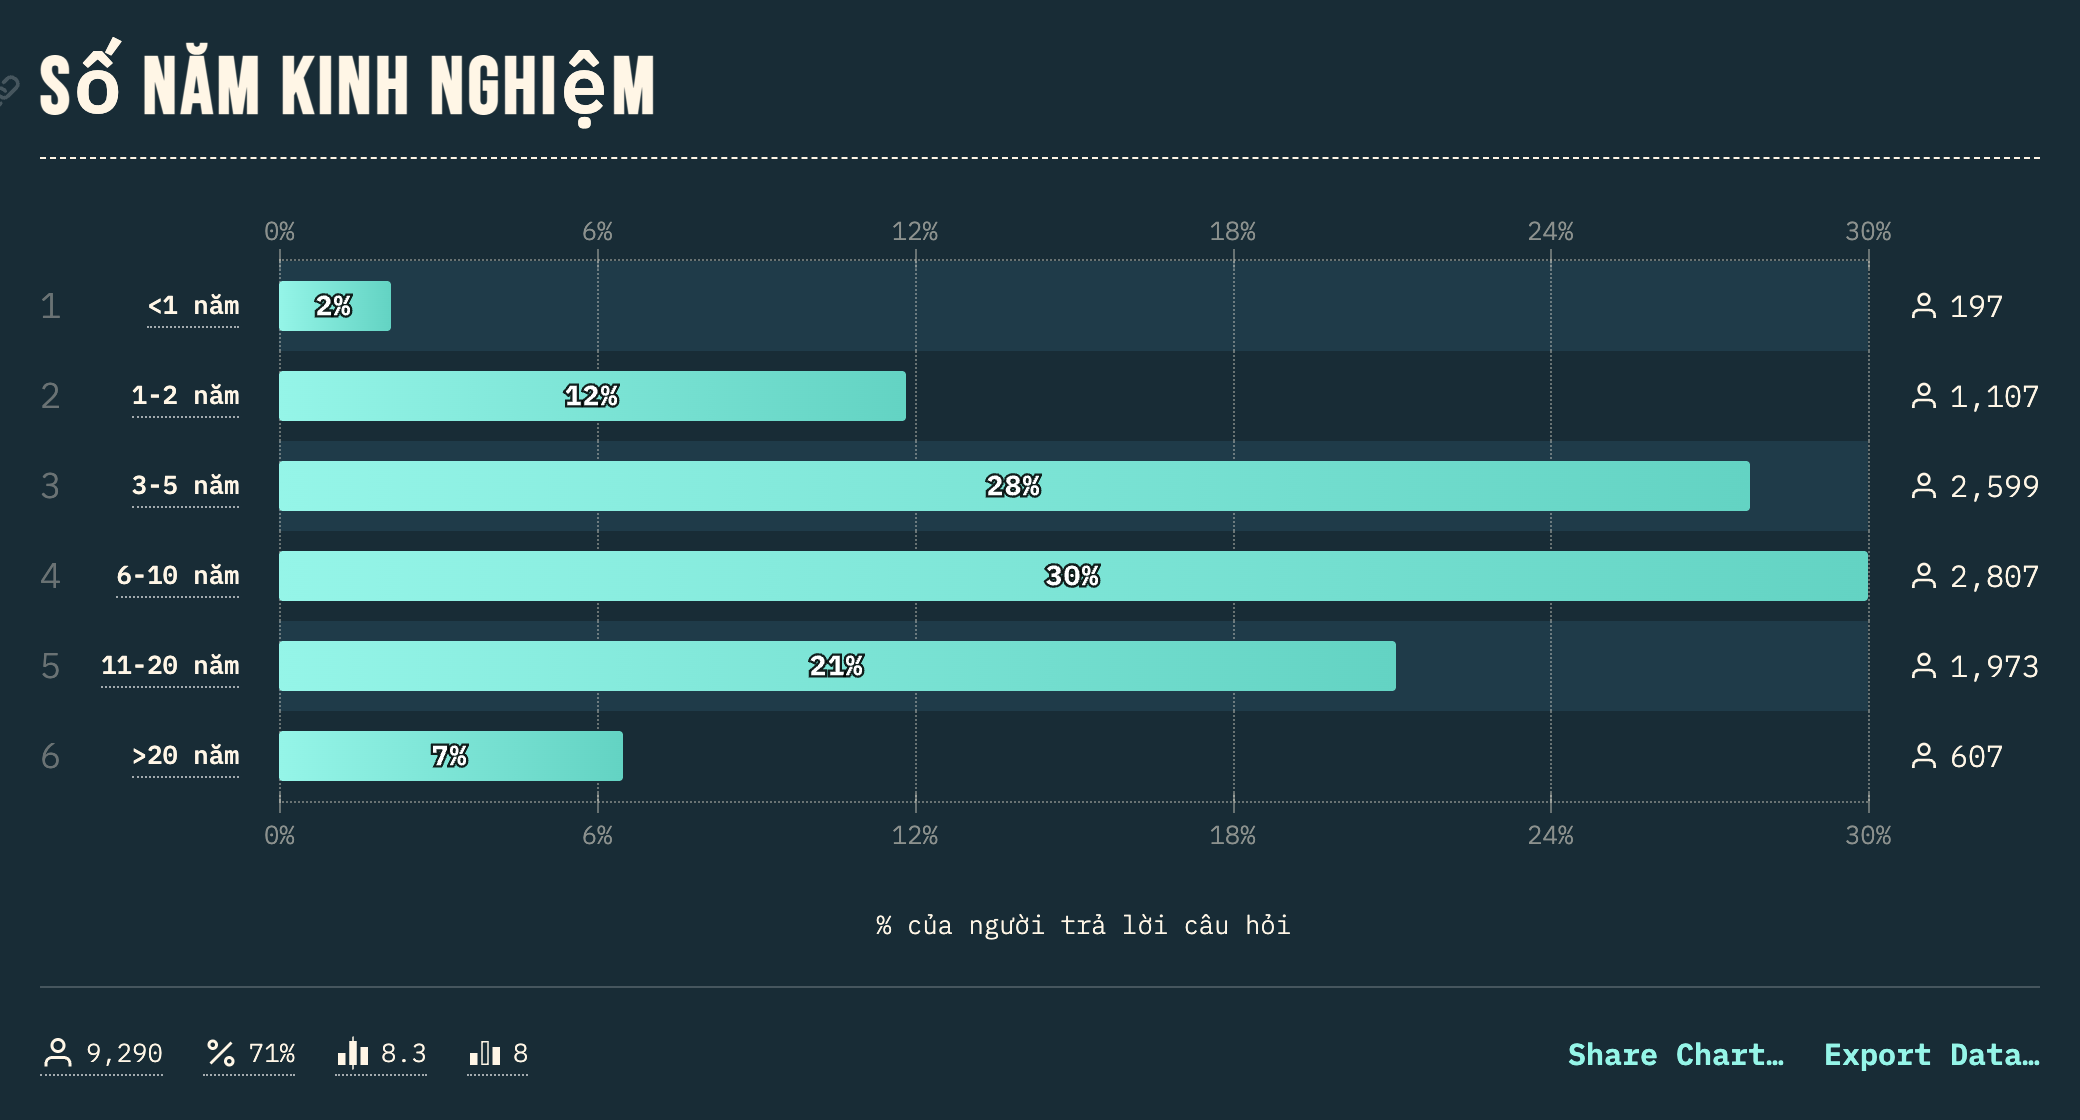 Số NĂM KINH NGHIệM
0% 6% 12% 18% 24% 30%
1 <1 năm 2% 197
2 1-2 năm 12% 1,107
3 3-5 năm 28% 2,599
4 6-10 năm 30% 2,807
5 11-20 năm 21% 1,973
6 >20 năm 7% 607
0% 6% 12% 18% 24% 30%
% của người trả lời câu hỏi
9,290 % 71% 8.3 8 Share Chart… Export Data…